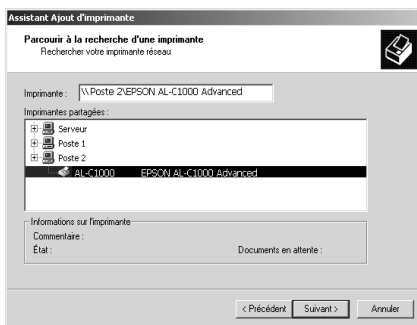 Assistant Ajout d'imprimante
Parcourir à la recherche d'une imprimante
Rechercher votre imprimante réseau
Imprimante : \\Poste 2\EPSON AL-C1000 Advanced
Imprimantes partagées :
Serveur
Poste 1
Poste 2
AL-C1000 EPSON AL-C1000 Advanced
Informations sur l'imprimante
Commentaire :
État : Documents en attente :
< Précédent Suivant > Annuler